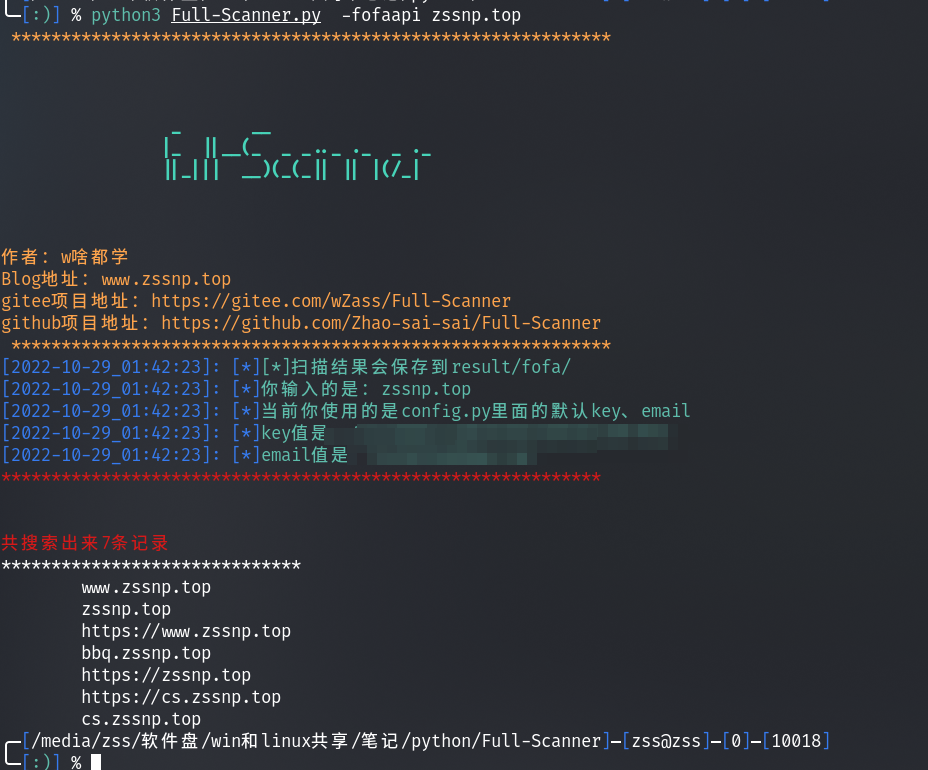 [:)] % python3 Full-Scanner.py -fofaapi zssnp.top
************************************************************
作者：w啥都学
Blog地址：www.zssnp.top
gitee项目地址：https://gitee.com/wZass/Full-Scanner
github项目地址：https://github.com/Zhao-sai-sai/Full-Scanner
************************************************************
[2022-10-29_01:42:23]: [*][*]扫描结果会保存到result/fofa/
[2022-10-29_01:42:23]: [*]你输入的是：zssnp.top
[2022-10-29_01:42:23]: [*]当前你使用的是config.py里面的默认key、email
[2022-10-29_01:42:23]: [*]key值是
[2022-10-29_01:42:23]: [*]email值是
************************************************************
共搜索出来7条记录
******************************
www.zssnp.top
zssnp.top
https://www.zssnp.top
bbq.zssnp.top
https://zssnp.top
https://cs.zssnp.top
cs.zssnp.top
[/media/zss/软件盘/win和linux共享/笔记/python/Full-Scanner]-[zss@zss]-[0]-[10018]
[:)] %